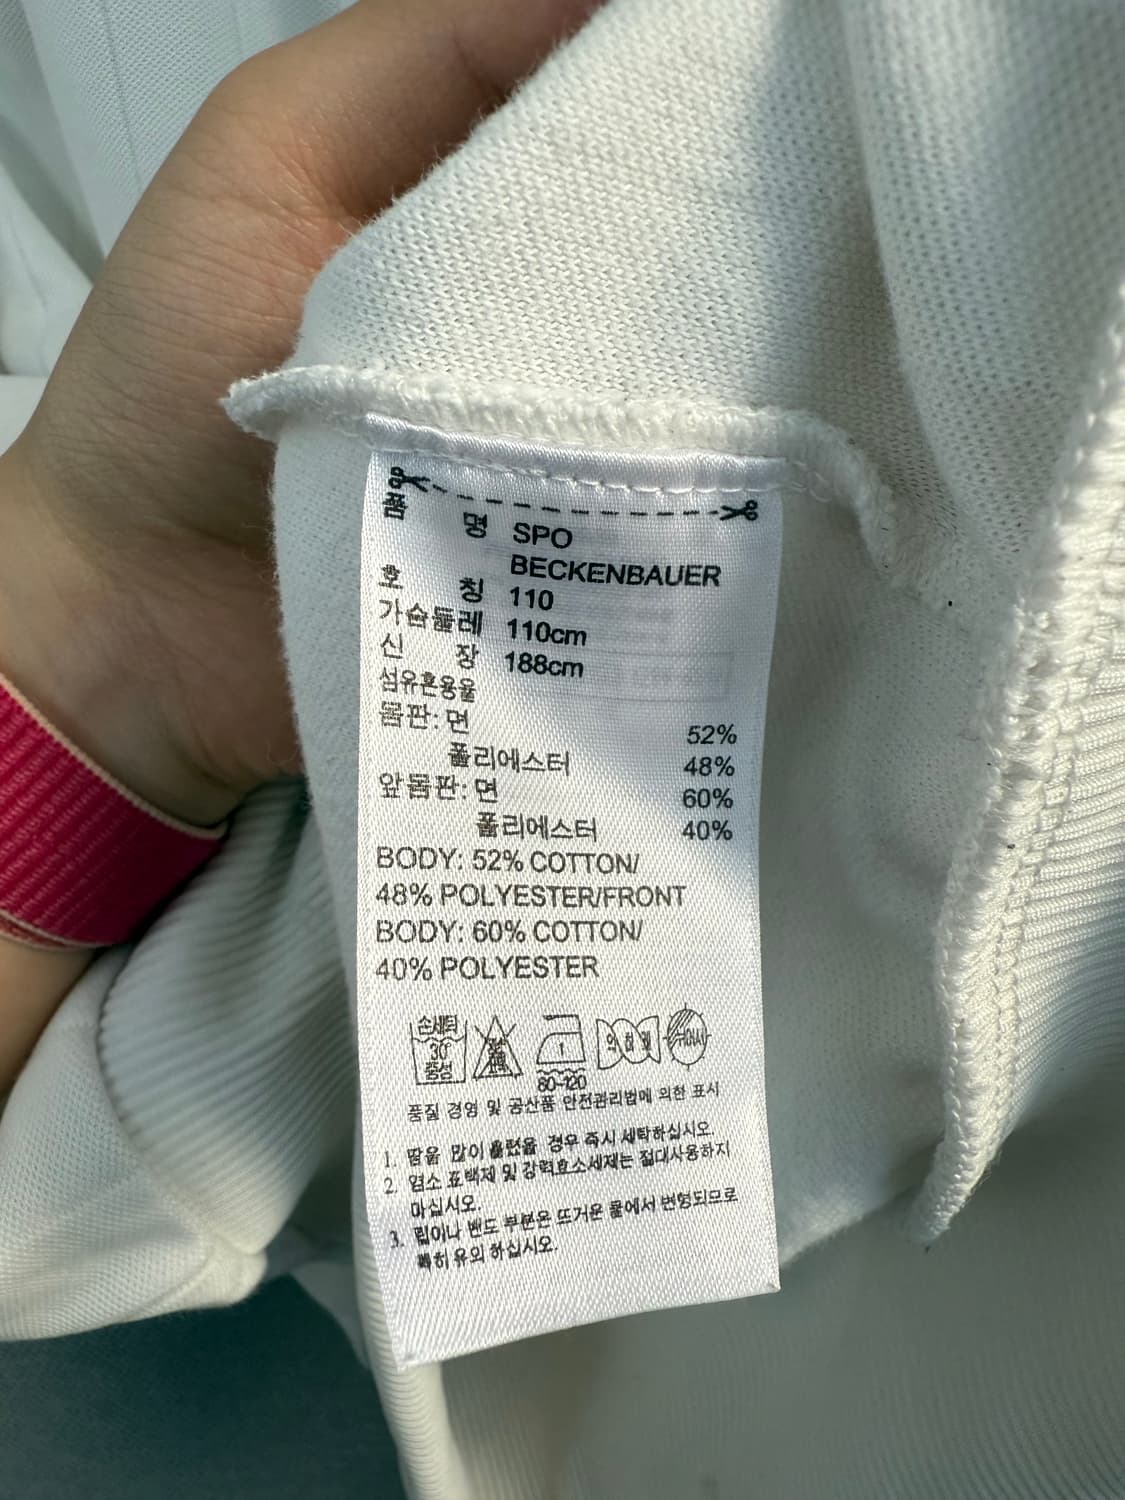 품 명 SPO
BECKENBAUER
호 칭 110
가슴둘레 110cm
신 장 188cm
섬유혼용율
몸판: 면 52%
폴리에스터 48%
앞몸판: 면 60%
폴리에스터 40%
BODY: 52% COTTON/
48% POLYESTER/FRONT
BODY: 60% COTTON/
40% POLYESTER
손세탁
30°
중성
1
80~120
품질 경영 및 공산품 안전관리법에 의한 표시
1. 땀을 많이 흘렸을 경우 즉시 세탁하십시오
2. 염소 표백제 및 강력효소세제는 절대사용하지
마십시오.
3. 립이나 밴드 부분은 뜨거운 물에서 변형되므로
특히 유의 하십시오.